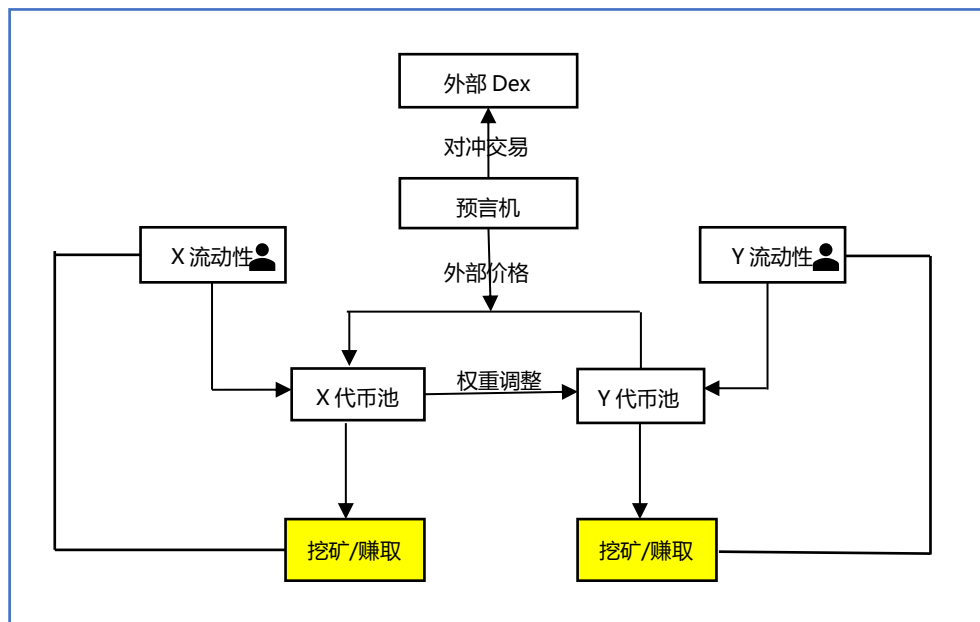 外部 Dex
对冲交易
预言机
X 流动性
Y 流动性
外部价格
权重调整
X 代币池
Y 代币池
挖矿/赚取
挖矿/赚取